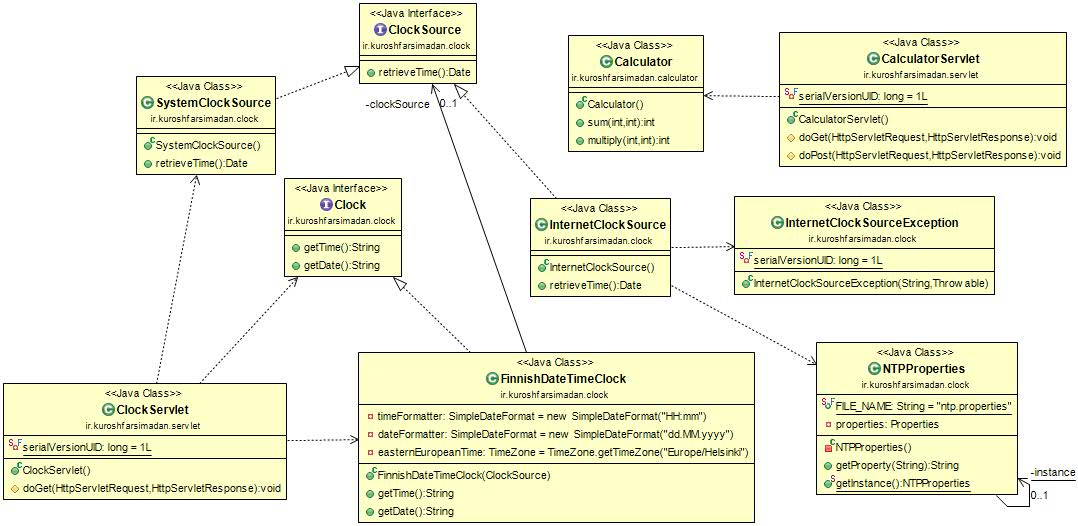 <<Java Interface>>
ClockSource
ir.kuroshfarsimadan.clock
retrieveTime():Date
-clockSource 0..1
<<Java Class>>
SystemClockSource
ir.kuroshfarsimadan.clock
SystemClockSource()
retrieveTime():Date
<<Java Class>>
Calculator
ir.kuroshfarsimadan.calculator
Calculator()
sum(int,int):int
multiply(int,int):int
<<Java Class>>
CalculatorServlet
ir.kuroshfarsimadan.servlet
serialVersionUID: long = 1L
CalculatorServlet()
doGet(HttpServletRequest,HttpServletResponse):void
doPost(HttpServletRequest,HttpServletResponse):void
<<Java Interface>>
Clock
ir.kuroshfarsimadan.clock
getTime():String
getDate():String
<<Java Class>>
InternetClockSource
ir.kuroshfarsimadan.clock
InternetClockSource()
retrieveTime():Date
<<Java Class>>
InternetClockSourceException
ir.kuroshfarsimadan.clock
serialVersionUID: long = 1L
InternetClockSourceException(String,Throwable)
<<Java Class>>
ClockServlet
ir.kuroshfarsimadan.servlet
serialVersionUID: long = 1L
ClockServlet()
doGet(HttpServletRequest,HttpServletResponse):void
<<Java Class>>
FinnishDateTimeClock
ir.kuroshfarsimadan.clock
timeFormatter: SimpleDateFormat = new SimpleDateFormat("HH:mm")
dateFormatter: SimpleDateFormat = new SimpleDateFormat("dd.MM.yyyy")
easternEuropeanTime: TimeZone = TimeZone.getTimeZone("Europe/Helsinki")
FinnishDateTimeClock(ClockSource)
getTime():String
getDate():String
<<Java Class>>
NTPProperties
ir.kuroshfarsimadan.clock
FILE_NAME: String = "ntp.properties"
properties: Properties
NTPProperties()
getProperty(String):String
getInstance():NTPProperties
-instance
0..1